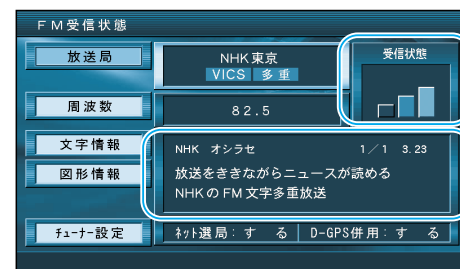 FM受信状態
放送局
NHK東京
VICS 多重
受信状態
周波数
82.5
文字情報
図形情報
NHK オシラセ 1/1 3.23
放送をききながらニュースが読める
NHKのFM文字多重放送
チューナー設定
ネット選局:する
D-GPS併用:する